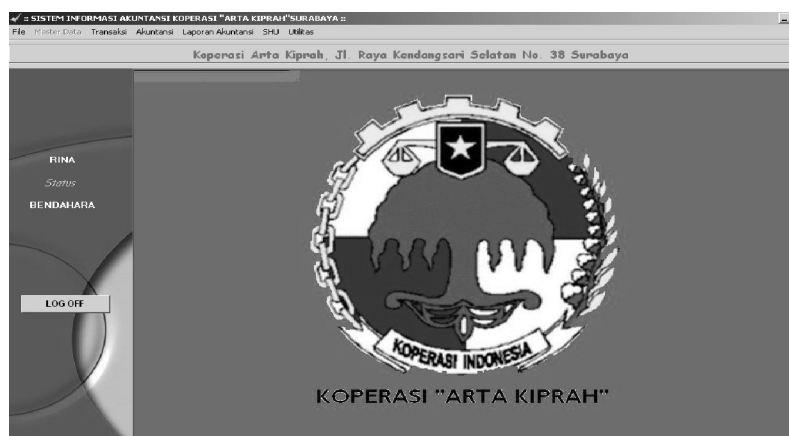 :: SISTEM INFORMASI AKUNTANSI KOPERASI "ARTA KIPRAH"SURABAYA ::
File Master Data Transaksi Akuntansi Laporan Akuntansi SHU Utilitas
Koperasi Arta Kiprah, Jl. Raya Kendangsari Selatan No. 38 Surabaya
RINA
Status
BENDAHARA
LOG OFF
KOPERASI INDONESIA
KOPERASI "ARTA KIPRAH"